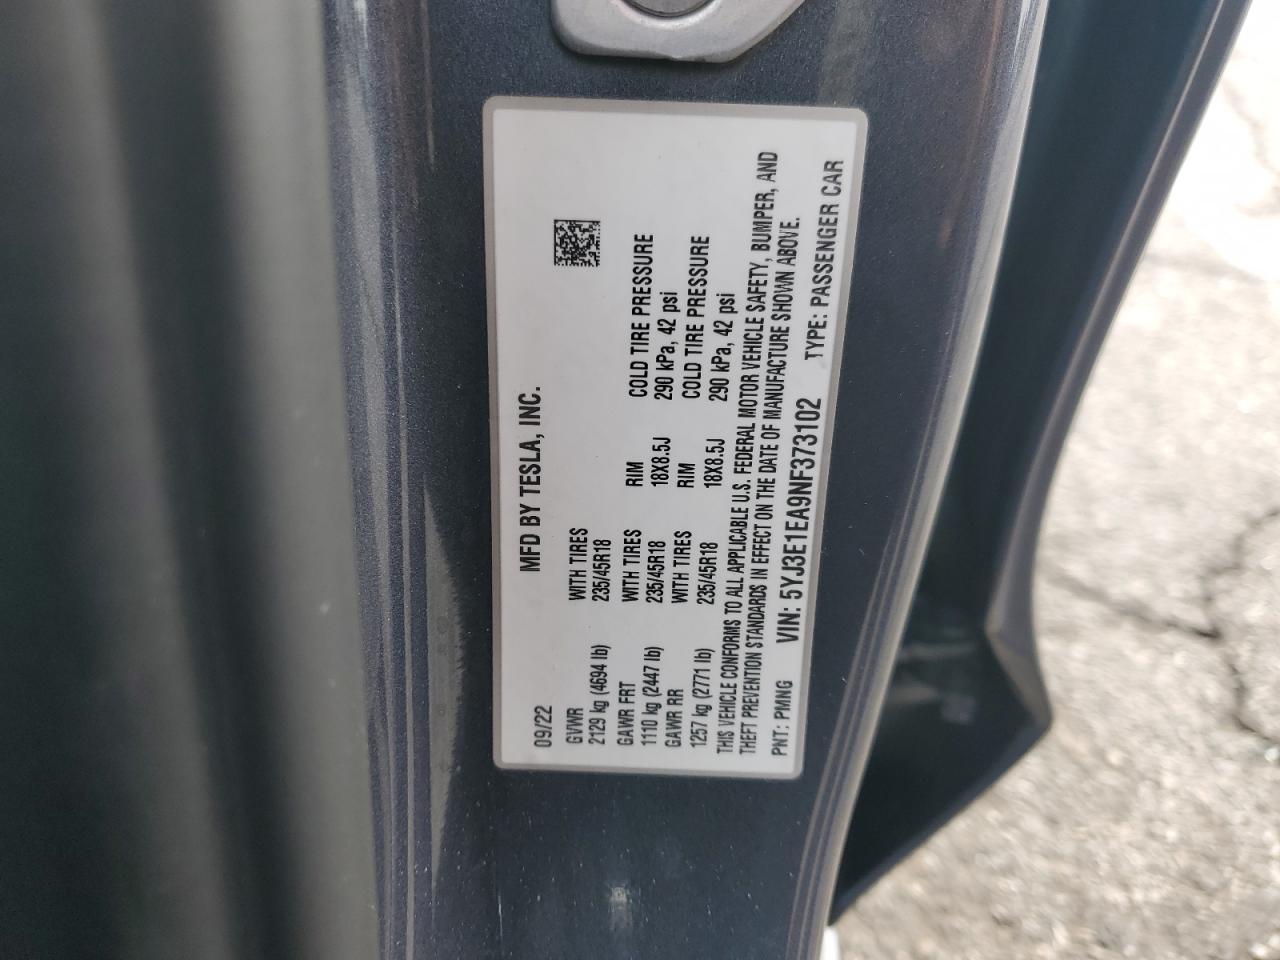 MFD BY TESLA, INC.
09/22
GVWR WITH TIRES
2129 kg (4694 lb) 235/45R18
GAWR FRT WITH TIRES RIM COLD TIRE PRESSURE
1110 kg (2447 lb) 235/45R18 18X8.5J 290 kPa, 42 psi
GAWR RR WITH TIRES RIM COLD TIRE PRESSURE
1257 kg (2771 lb) 235/45R18 18X8.5J 290 kPa, 42 psi
THIS VEHICLE CONFORMS TO ALL APPLICABLE U.S. FEDERAL MOTOR VEHICLE SAFETY, BUMPER, AND
THEFT PREVENTION STANDARDS IN EFFECT ON THE DATE OF MANUFACTURE SHOWN ABOVE.
PNT: PMNG VIN: 5YJ3E1EA9NF373102 TYPE: PASSENGER CAR